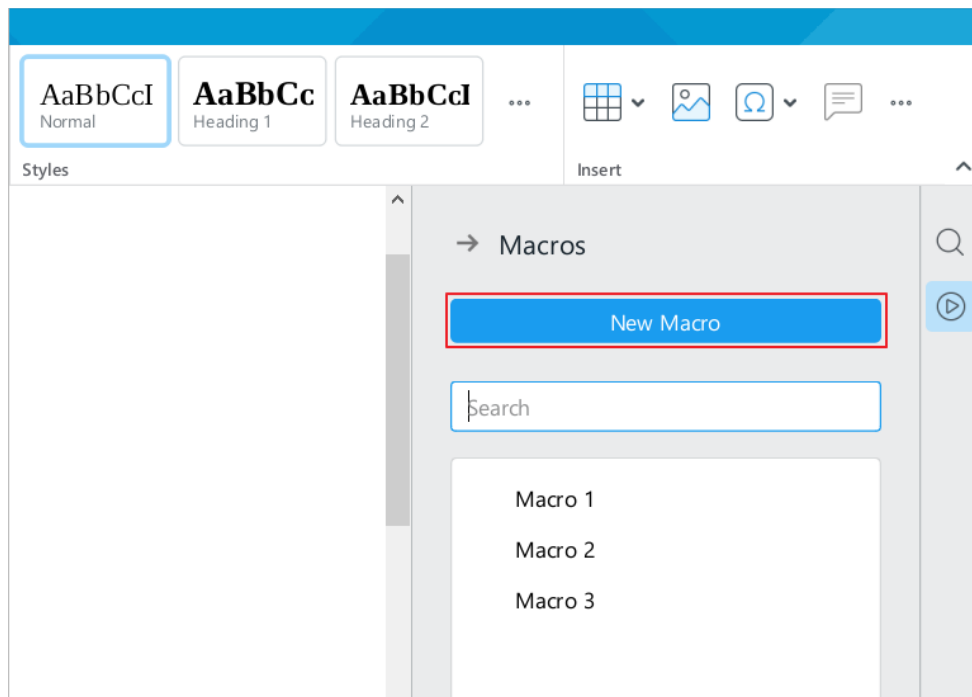 AaBbCcI
AaBbCc
AaBbCcI
Normal
Heading 1
Heading 2
Styles
Ω
Insert
Macros
New Macro
Search
Macro 1
Macro 2
Macro 3